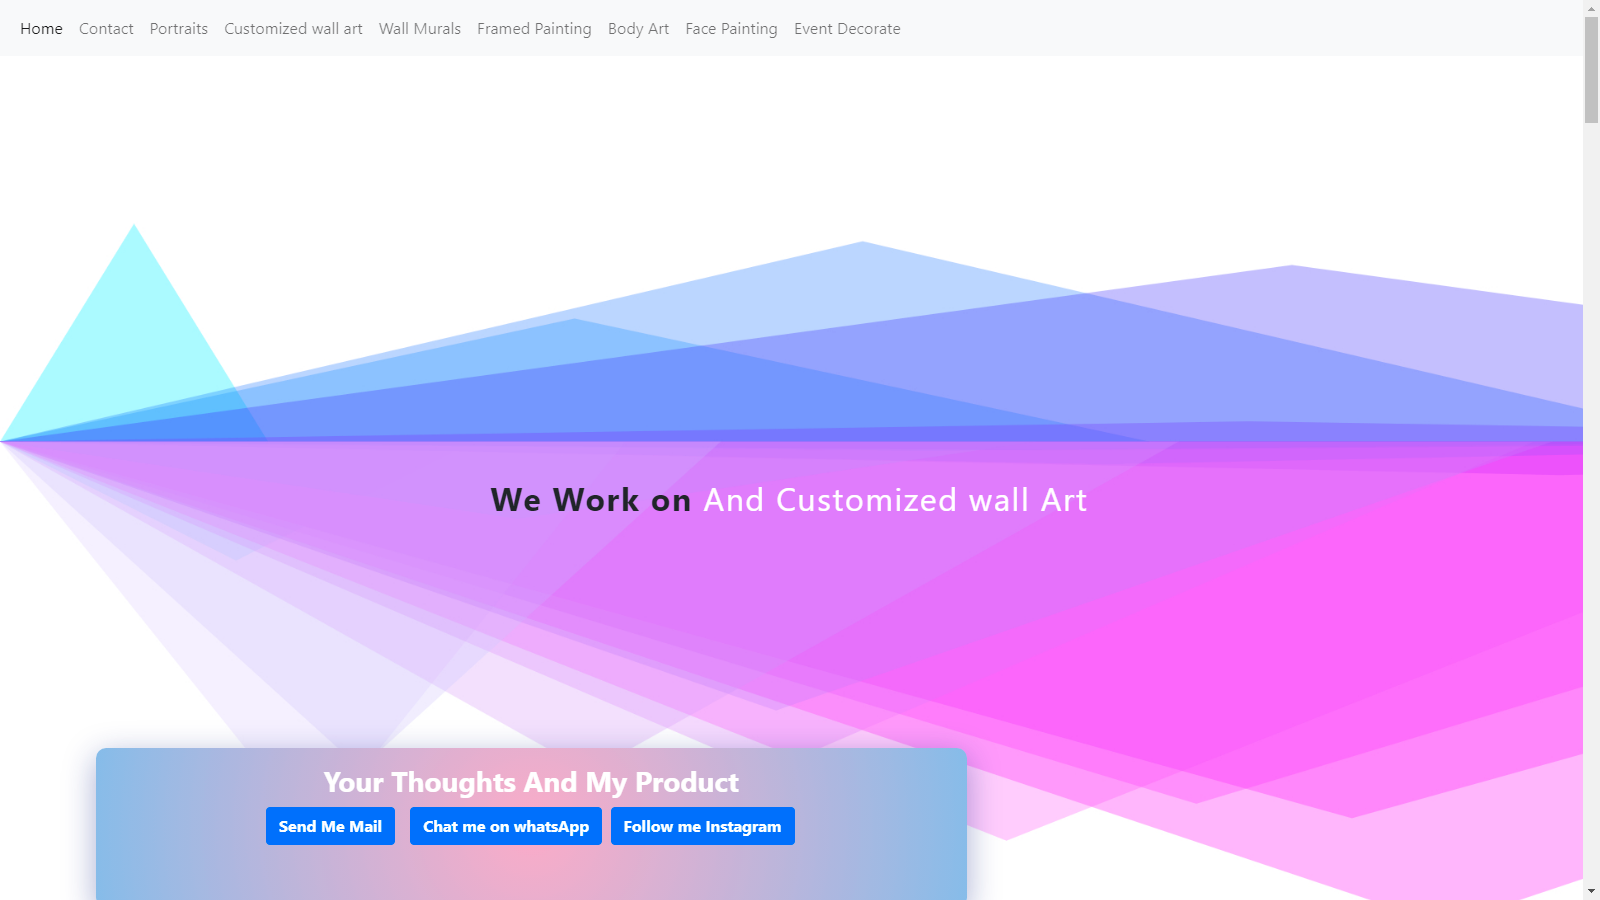 Home Contact Portraits Customized wall art Wall Murals Framed Painting Body Art Face Painting Event Decorate
We Work on And Customized wall Art
Your Thoughts And My Product
Send Me Mail Chat me on whatsApp Follow me Instagram